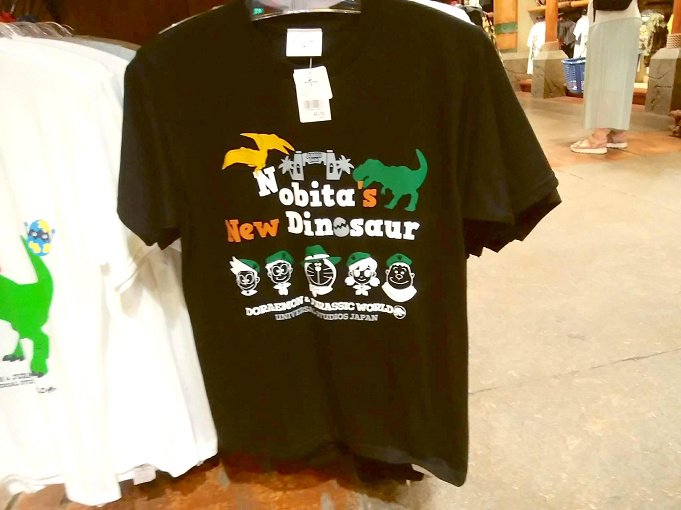 Nobita's
New Dinosaur
DORAEMON & JURASSIC WORLD
UNIVERSAL STUDIOS JAPAN